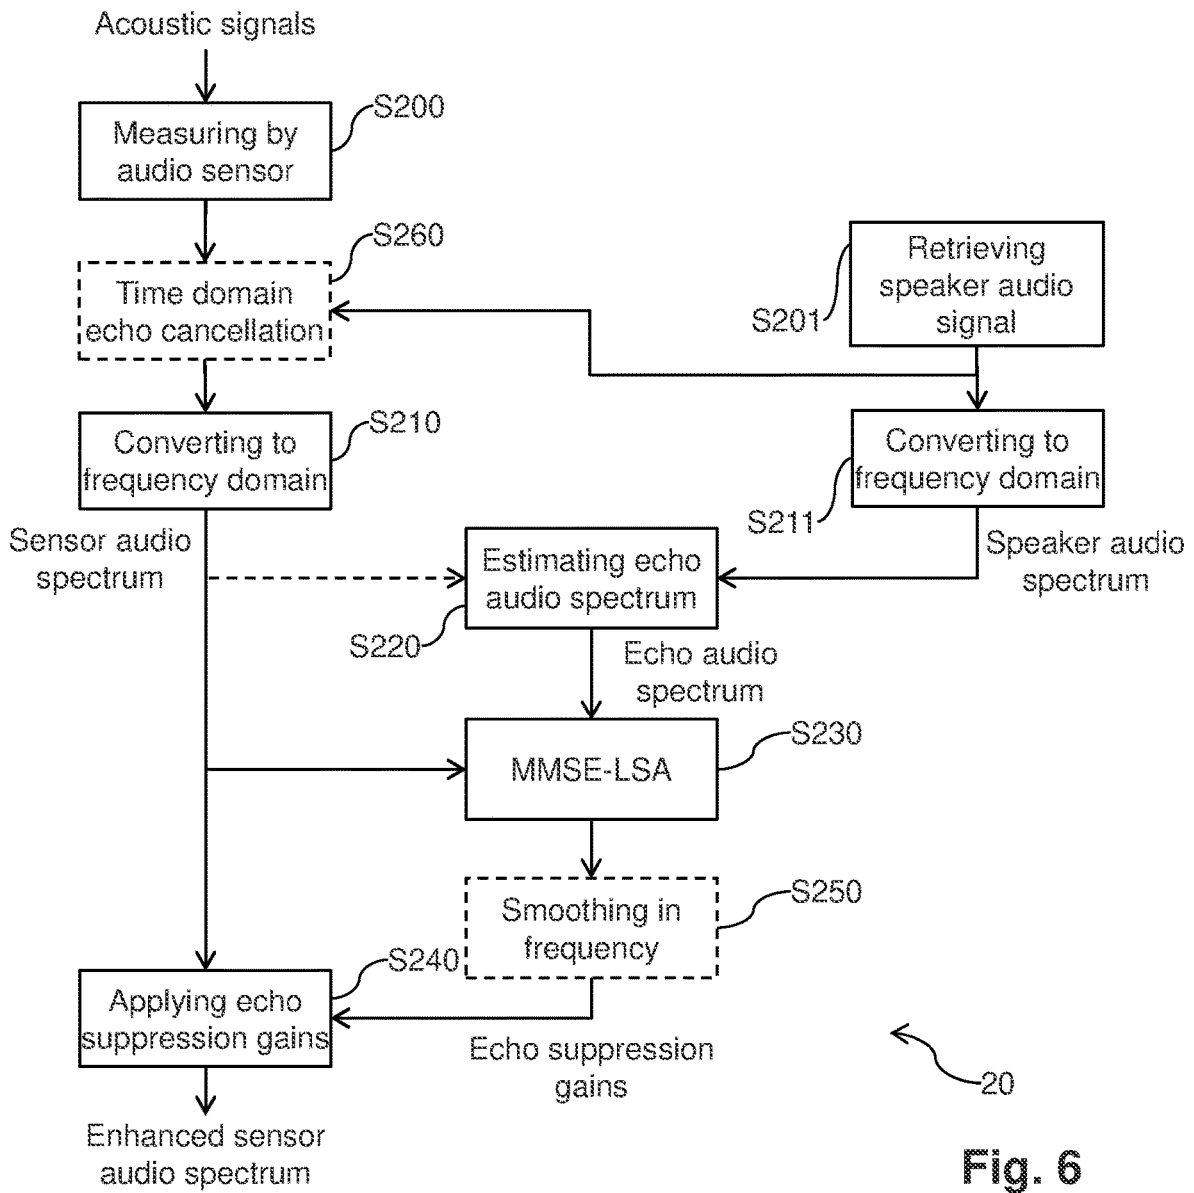 Acoustic signals
S200
Measuring by
audio sensor
S260
Time domain
echo cancellation
Retrieving
speaker audio
signal
S201
S210
Converting to
frequency domain
Converting to
frequency domain
S211
Sensor audio
spectrum
Estimating echo
audio spectrum
Speaker audio
spectrum
S220
Echo audio
spectrum
S230
MMSE-LSA
S250
Smoothing in
frequency
S240
Applying echo
suppression gains
Echo suppression
gains
20
Enhanced sensor
audio spectrum
Fig. 6